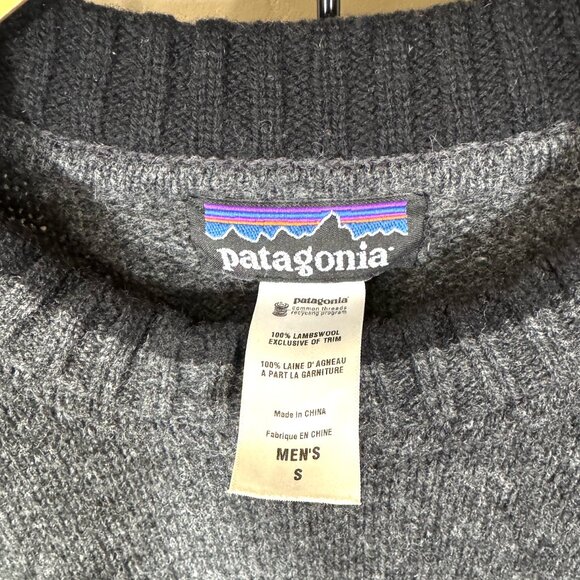 patagonia
patagonia
common threads
recycling program
100% LAMBSWOOL
EXCLUSIVE OF TRIM
100% LAINE D'AGNEAU
A PART LA GARNITURE
Made in CHINA
Fabrique EN CHINE
MEN'S
S